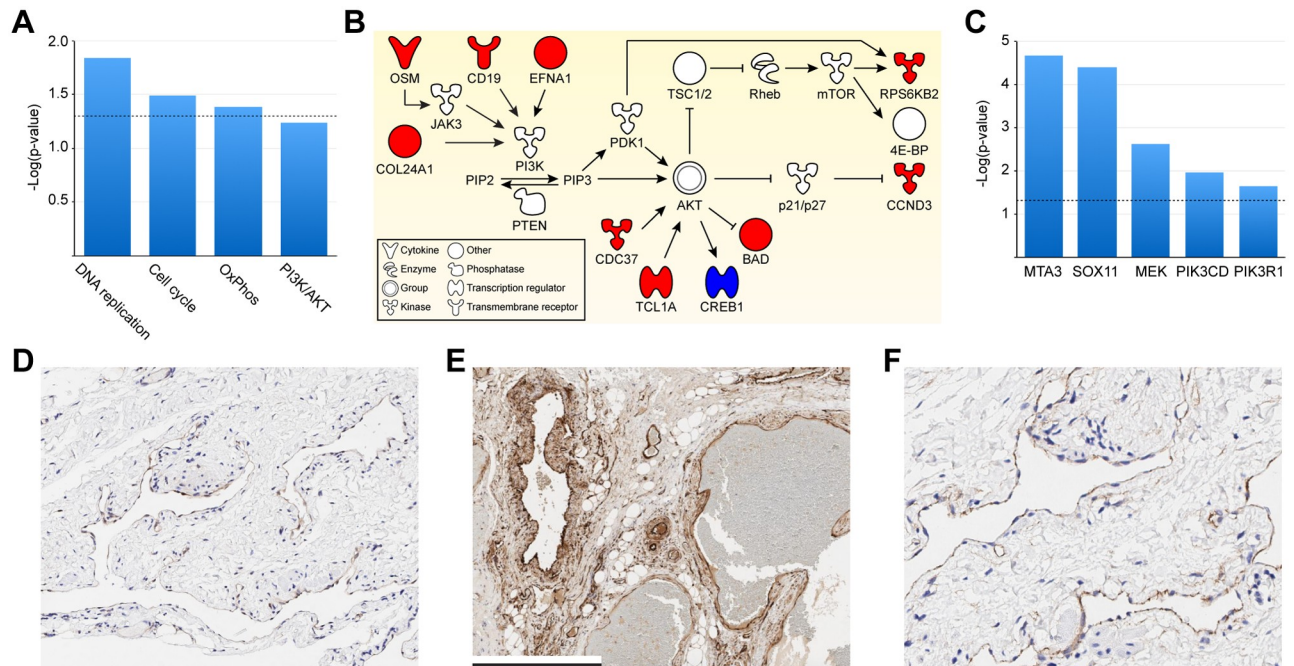 A
-Log(p-value)
2.0
1.5
1.0
0.5
DNA replication
Cell cycle
OxPhos
PI3K/AKT
B
OSM
CD19
EFNA1
JAK3
COL24A1
PI3K
PIP2
PIP3
PTEN
PDK1
TSC1/2
Rheb
mTOR
RPS6KB2
4E-BP
AKT
p21/p27
CCND3
CDC37
BAD
TCL1A
CREB1
Cytokine
Other
Enzyme
Phosphatase
Group
Transcription regulator
Kinase
Transmembrane receptor
C
-Log(p-value)
5
4
3
2
1
MTA3
SOX11
MEK
PIK3CD
PIK3R1
D
E
F